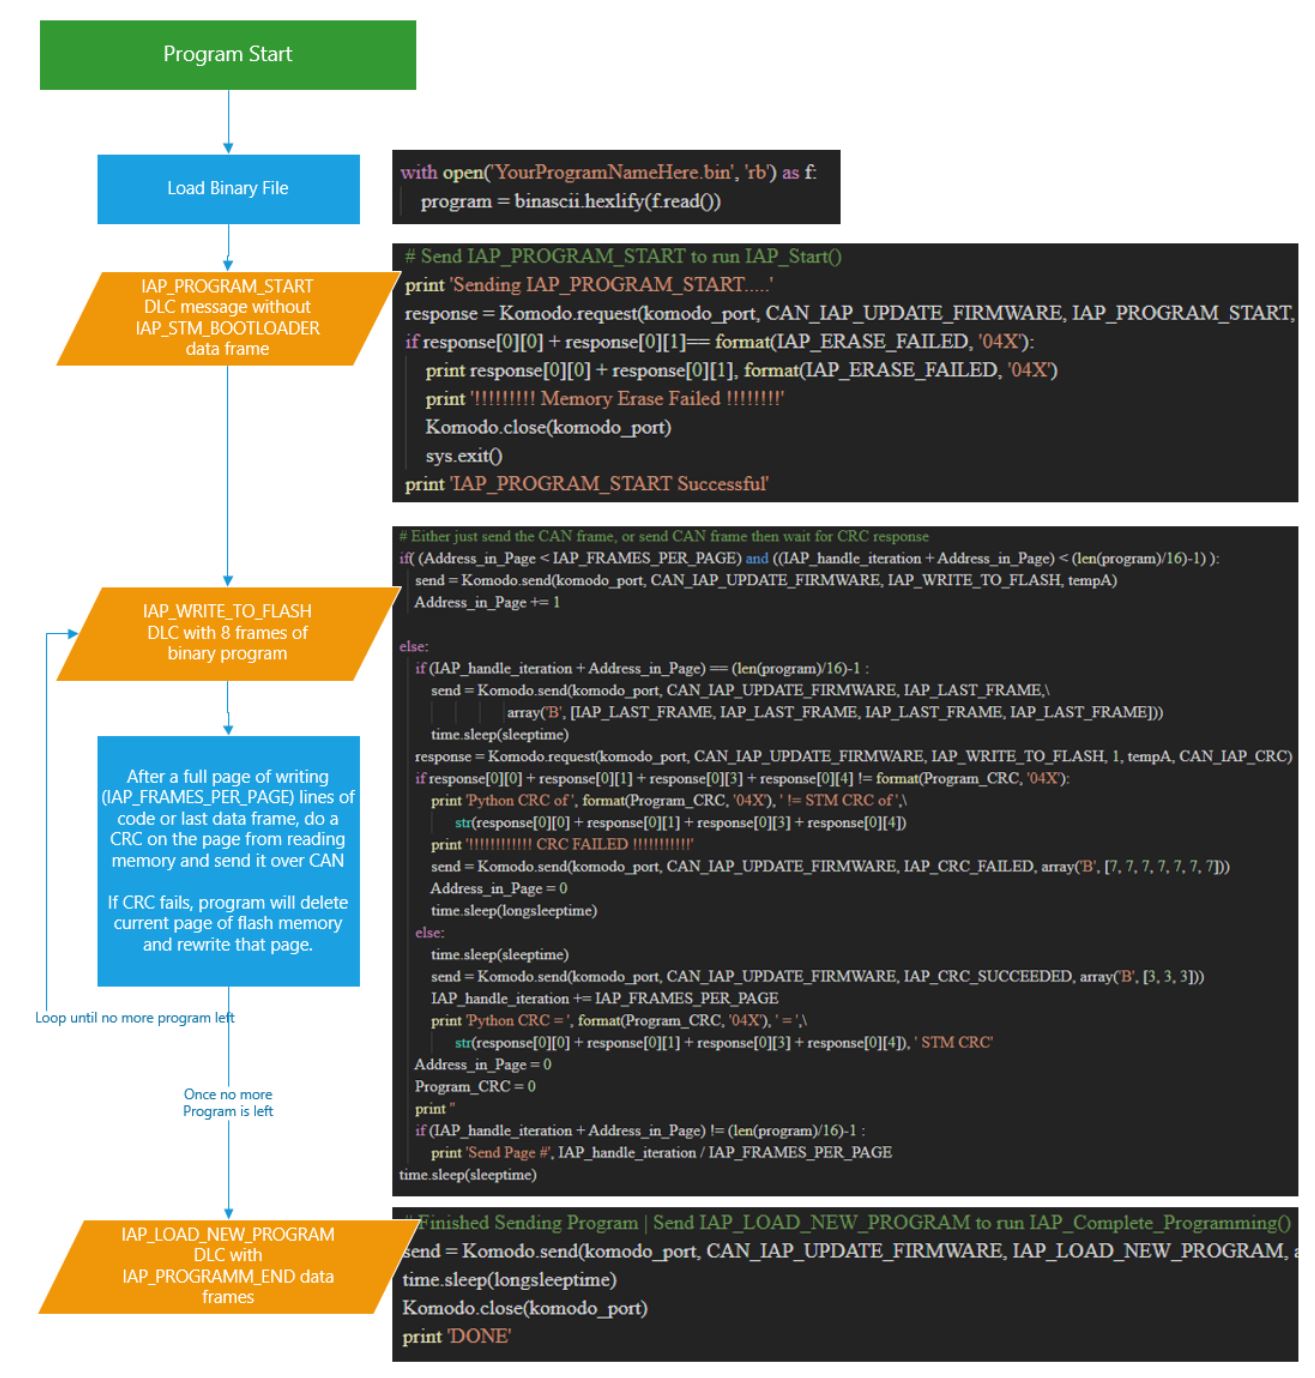 Program Start
Load Binary File
with open('YourProgramNameHere.bin', 'rb') as f:
program = binascii.hexlify(f.read())
IAP_PROGRAM_START
DLC message without
IAP_STM_BOOTLOADER
data frame
# Send IAP_PROGRAM_START to run IAP_Start()
print 'Sending IAP_PROGRAM_START.....'
response = Komodo.request(komodo_port, CAN_IAP_UPDATE_FIRMWARE, IAP_PROGRAM_START,
if response[0][0] + response[0][1]== format(IAP_ERASE_FAILED, '04X'):
print response[0][0] + response[0][1], format(IAP_ERASE_FAILED, '04X')
print '!!!!!!!!! Memory Erase Failed !!!!!!!!'
Komodo.close(komodo_port)
sys.exit()
print 'IAP_PROGRAM_START Successful'
IAP_WRITE_TO_FLASH
DLC with 8 frames of
binary program
After a full page of writing
(IAP_FRAMES_PER_PAGE) lines of
code or last data frame, do a
CRC on the page from reading
memory and send it over CAN
If CRC fails, program will delete
current page of flash memory
and rewrite that page.
Loop until no more program left
Once no more
Program is left
# Either just send the CAN frame, or send CAN frame then wait for CRC response
if( (Address_in_Page < IAP_FRAMES_PER_PAGE) and ((IAP_handle_iteration + Address_in_Page) < (len(program)/16)-1) ):
send = Komodo.send(komodo_port, CAN_IAP_UPDATE_FIRMWARE, IAP_WRITE_TO_FLASH, tempA)
Address_in_Page += 1
else:
if (IAP_handle_iteration + Address_in_Page) == (len(program)/16)-1 :
send = Komodo.send(komodo_port, CAN_IAP_UPDATE_FIRMWARE, IAP_LAST_FRAME,\
array('B', [IAP_LAST_FRAME, IAP_LAST_FRAME, IAP_LAST_FRAME, IAP_LAST_FRAME]))
time.sleep(sleeptime)
response = Komodo.request(komodo_port, CAN_IAP_UPDATE_FIRMWARE, IAP_WRITE_TO_FLASH, 1, tempA, CAN_IAP_CRC)
if response[0][0] + response[0][1] + response[0][3] + response[0][4] != format(Program_CRC, '04X'):
print 'Python CRC of ', format(Program_CRC, '04X'), ' != STM CRC of ',\
str(response[0][0] + response[0][1] + response[0][3] + response[0][4])
print '!!!!!!!!!!!! CRC FAILED !!!!!!!!!!!'
send = Komodo.send(komodo_port, CAN_IAP_UPDATE_FIRMWARE, IAP_CRC_FAILED, array('B', [7, 7, 7, 7, 7, 7, 7]))
Address_in_Page = 0
time.sleep(longsleeptime)
else:
time.sleep(sleeptime)
send = Komodo.send(komodo_port, CAN_IAP_UPDATE_FIRMWARE, IAP_CRC_SUCCEEDED, array('B', [3, 3, 3]))
IAP_handle_iteration += IAP_FRAMES_PER_PAGE
print 'Python CRC = ', format(Program_CRC, '04X'), ' = ',\
str(response[0][0] + response[0][1] + response[0][3] + response[0][4]), ' STM CRC'
Address_in_Page = 0
Program_CRC = 0
print ''
if (IAP_handle_iteration + Address_in_Page) != (len(program)/16)-1 :
print 'Send Page #', IAP_handle_iteration / IAP_FRAMES_PER_PAGE
time.sleep(sleeptime)
IAP_LOAD_NEW_PROGRAM
DLC with
IAP_PROGRAMM_END data
frames
# Finished Sending Program | Send IAP_LOAD_NEW_PROGRAM to run IAP_Complete_Programming()
send = Komodo.send(komodo_port, CAN_IAP_UPDATE_FIRMWARE, IAP_LOAD_NEW_PROGRAM,
time.sleep(longsleeptime)
Komodo.close(komodo_port)
print 'DONE'